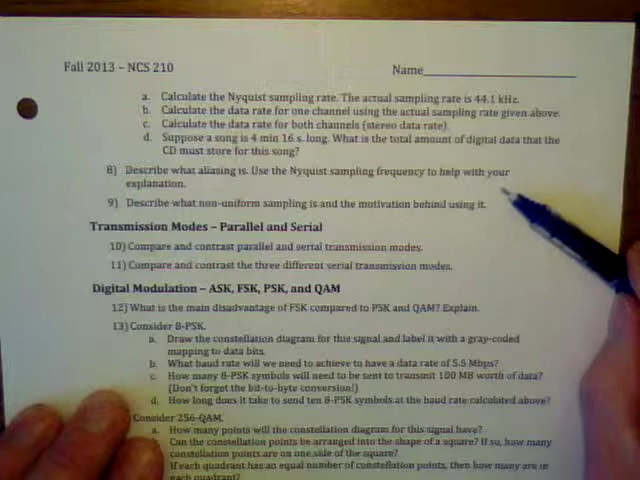 Fall 2013 – NCS 210
Name
a. Calculate the Nyquist sampling rate. The actual sampling rate is 44.1 kHz.
b. Calculate the data rate for one channel using the actual sampling rate given above.
c. Calculate the data rate for both channels (stereo data rate).
d. Suppose a song is 4 min 16 s. long. What is the total amount of digital data that the
CD must store for this song?
8) Describe what aliasing is. Use the Nyquist sampling frequency to help with your
explanation.
9) Describe what non-uniform sampling is and the motivation behind using it.
Transmission Modes – Parallel and Serial
10) Compare and contrast parallel and serial transmission modes.
11) Compare and contrast the three different serial transmission modes.
Digital Modulation – ASK, FSK, PSK, and QAM
12) What is the main disadvantage of FSK compared to PSK and QAM? Explain.
13) Consider 8-PSK.
a. Draw the constellation diagram for this signal and label it with a gray-coded
mapping to data bits.
b. What baud rate will we need to achieve to have a data rate of 5.5 Mbps?
c. How many 8-PSK symbols will need to be sent to transmit 100 MB worth of data?
(Don't forget the bit-to-byte conversion!)
d. How long does it take to send ten 8-PSK symbols at the baud rate calculated above?
Consider 256-QAM.
a. How many points will the constellation diagram for this signal have?
Can the constellation points be arranged into the shape of a square? If so, how many
constellation points are on one side of the square?
If each quadrant has an equal number of constellation points, then how many are in
each quadrant?